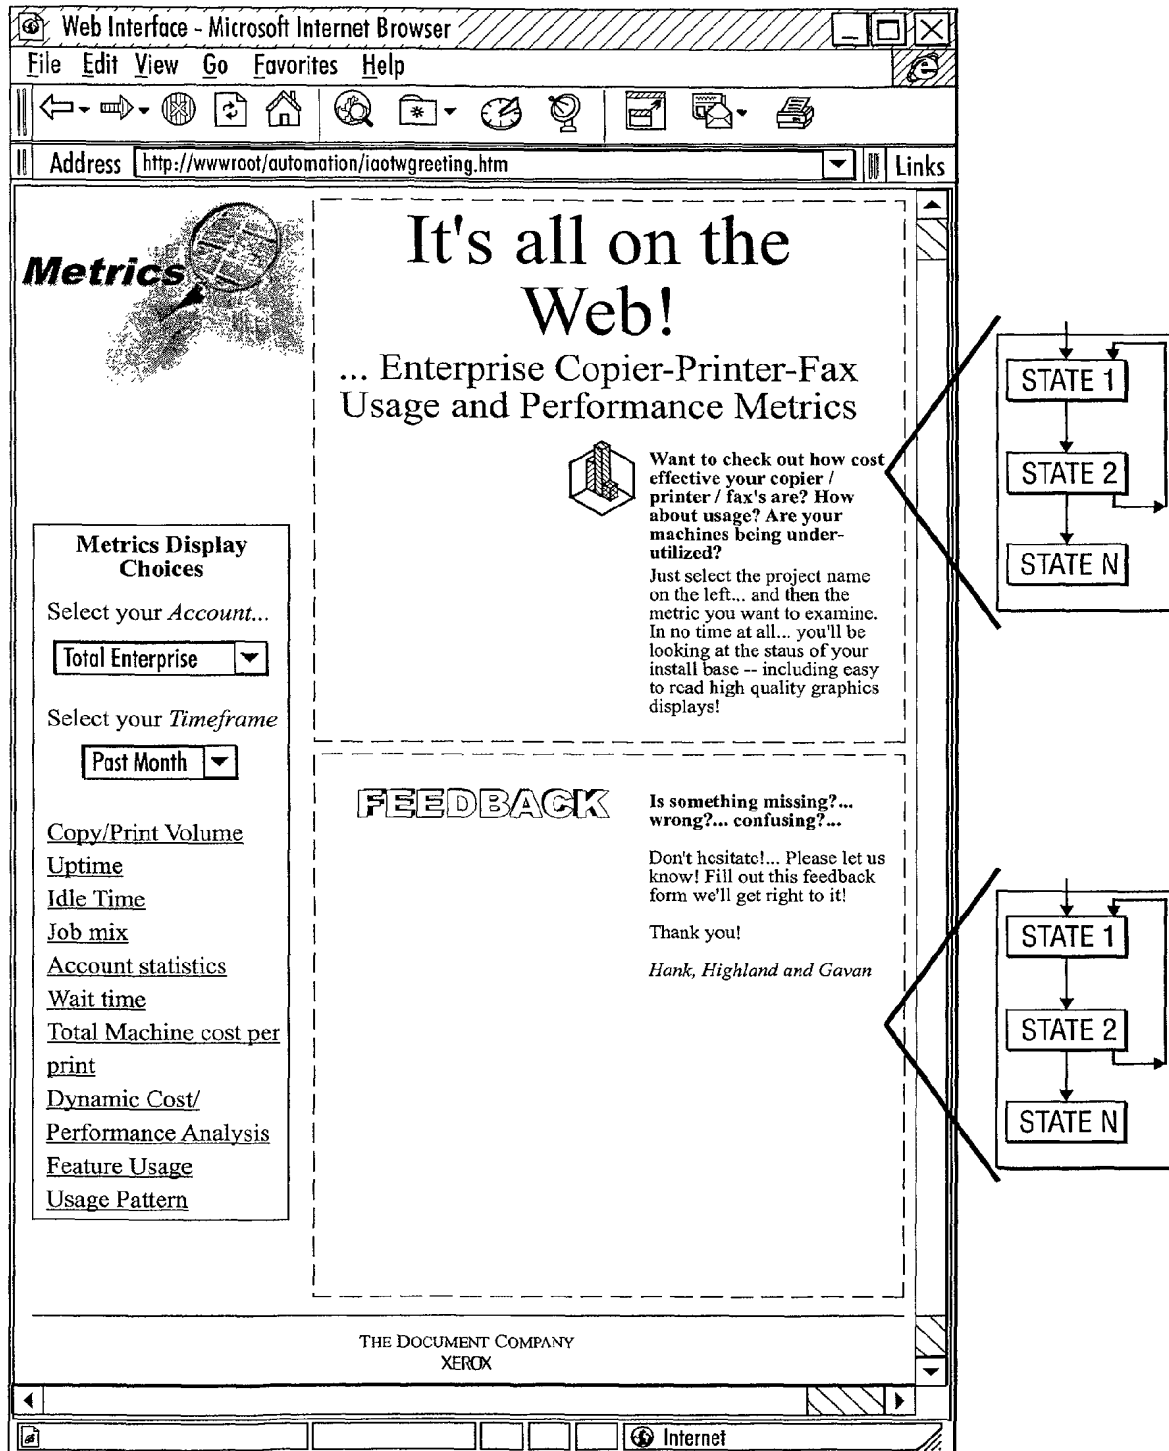 Web Interface - Microsoft Internet Browser
File Edit View Go Favorites Help
Address http://wwwroot/automation/iaotwgreeting.htm Links
Metrics
It's all on the
Web!
... Enterprise Copier-Printer-Fax
Usage and Performance Metrics
Want to check out how cost
effective your copier /
printer / fax's are? How
about usage? Are your
machines being under-
utilized?
Just select the project name
on the left... and then the
metric you want to examine.
In no time at all... you'll be
looking at the staus of your
install base -- including easy
to read high quality graphics
displays!
STATE 1
STATE 2
STATE N
Metrics Display
Choices
Select your Account...
Total Enterprise
Select your Timeframe
Past Month
Copy/Print Volume
Uptime
Idle Time
Job mix
Account statistics
Wait time
Total Machine cost per
print
Dynamic Cost/
Performance Analysis
Feature Usage
Usage Pattern
FEEDBACK
Is something missing?...
wrong?... confusing?...
Don't hesitate!... Please let us
know! Fill out this feedback
form we'll get right to it!
Thank you!
Hank, Highland and Gavan
STATE 1
STATE 2
STATE N
THE DOCUMENT COMPANY
XEROX
Internet